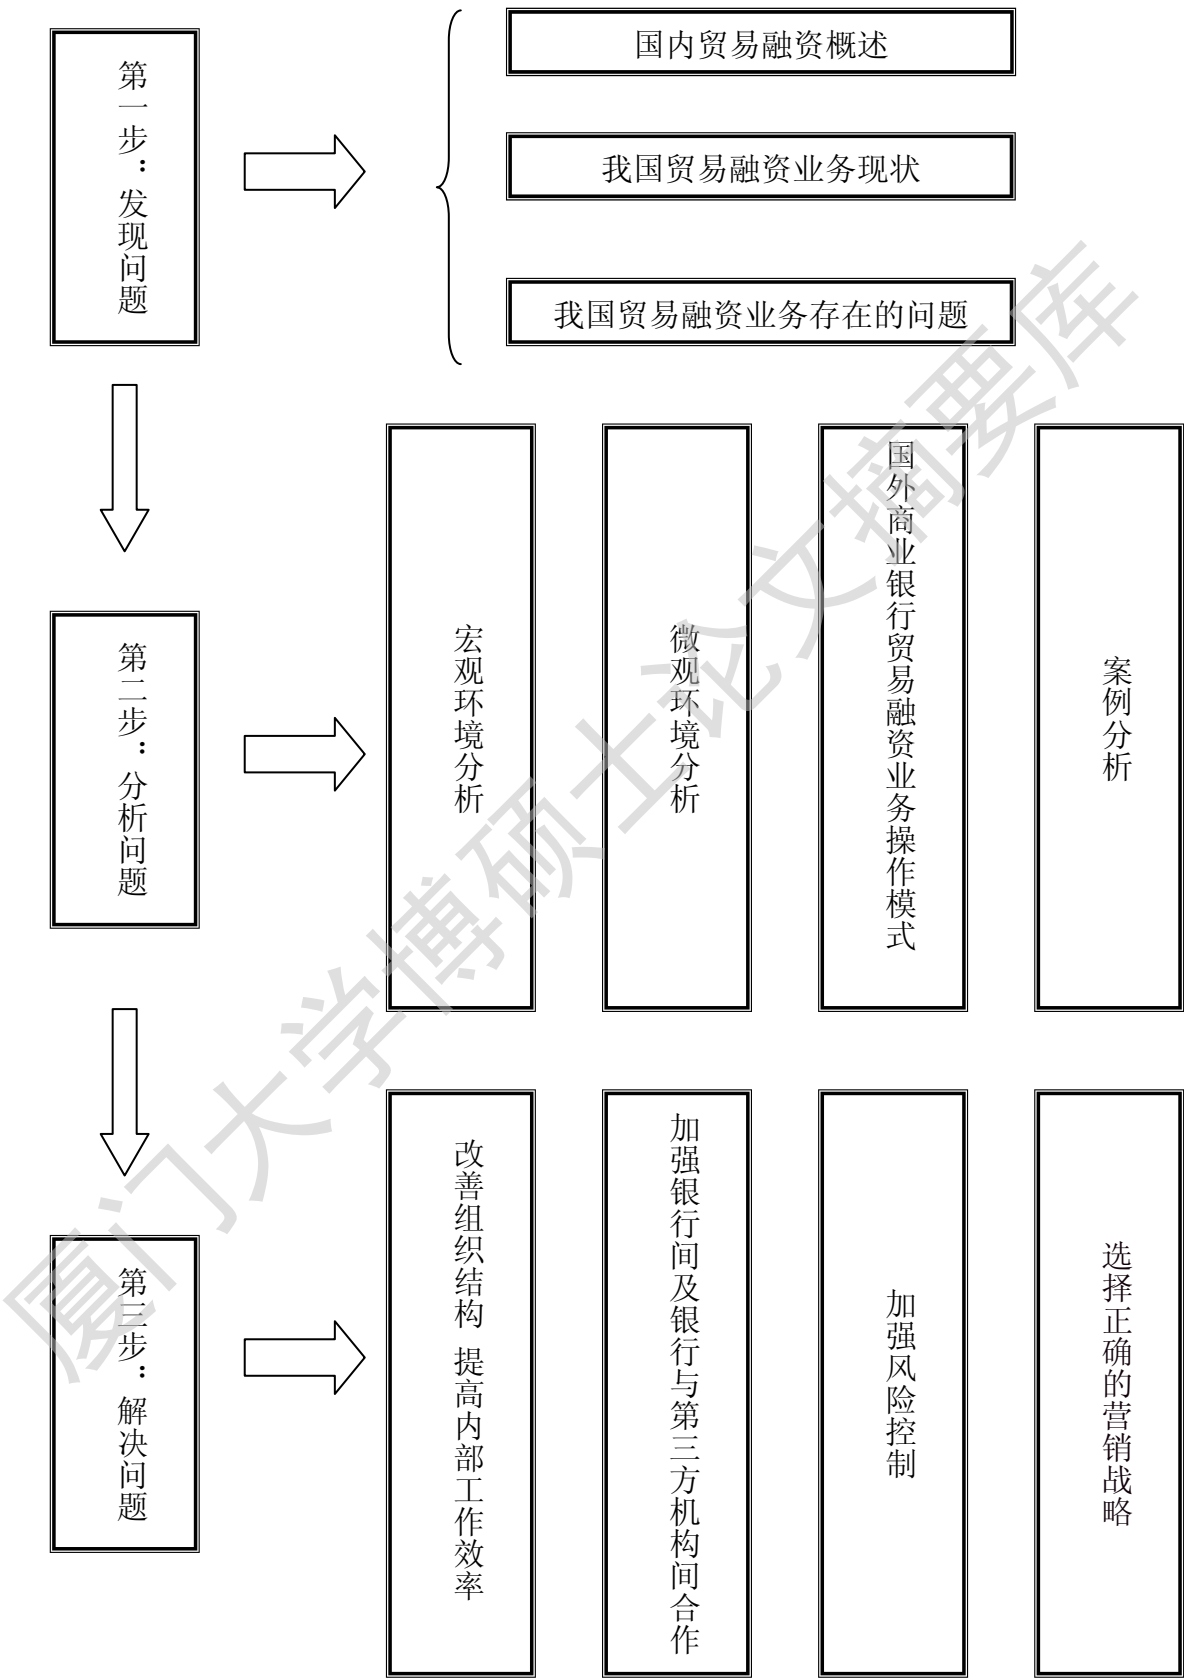 第一步：发现问题
国内贸易融资概述
我国贸易融资业务现状
我国贸易融资业务存在的问题
第二步：分析问题
宏观环境分析
微观环境分析
国外商业银行贸易融资业务操作模式
案例分析
第三步：解决问题
改善组织结构 提高内部工作效率
加强银行间及银行与第三方机构间合作
加强风险控制
选择正确的营销战略
厦门大学博硕士论文摘要库